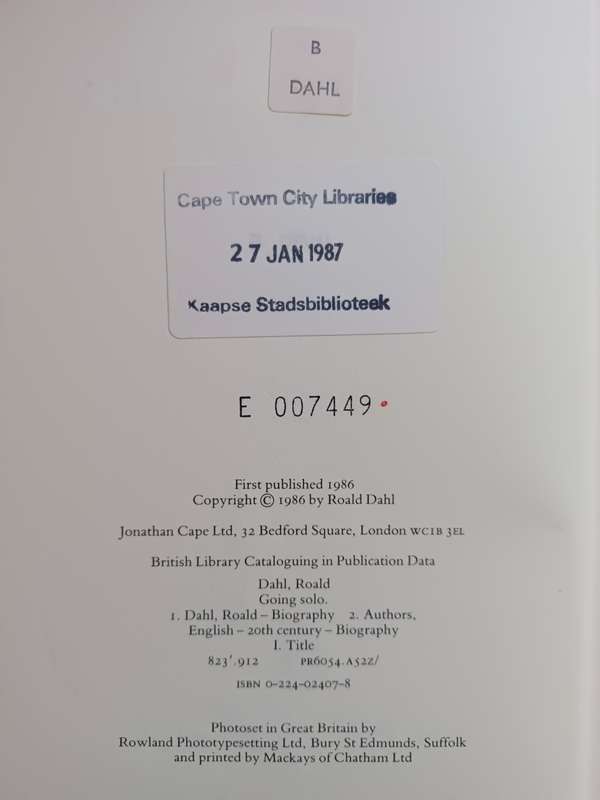 B
DAHL
Cape Town City Libraries
27 JAN 1987
Kaapse Stadsbiblioteek
E 007449
First published 1986
Copyright © 1986 by Roald Dahl
Jonathan Cape Ltd, 32 Bedford Square, London WC1B 3EL
British Library Cataloguing in Publication Data
Dahl, Roald
Going solo.
1. Dahl, Roald – Biography 2. Authors,
English – 20th century – Biography
I. Title
823'.912 PR6054.A52Z/
ISBN 0–224–02407–8
Photoset in Great Britain by
Rowland Phototypesetting Ltd, Bury St Edmunds, Suffolk
and printed by Mackays of Chatham Ltd